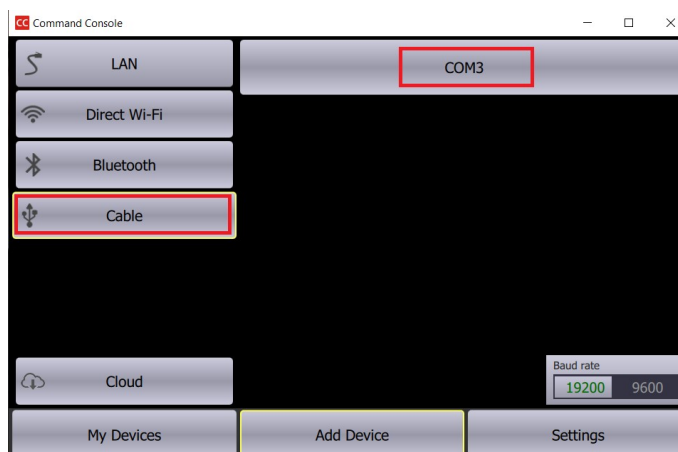 CC Command Console
LAN
COM3
Direct Wi-Fi
Bluetooth
Cable
Cloud
Baud rate
19200 9600
My Devices Add Device Settings